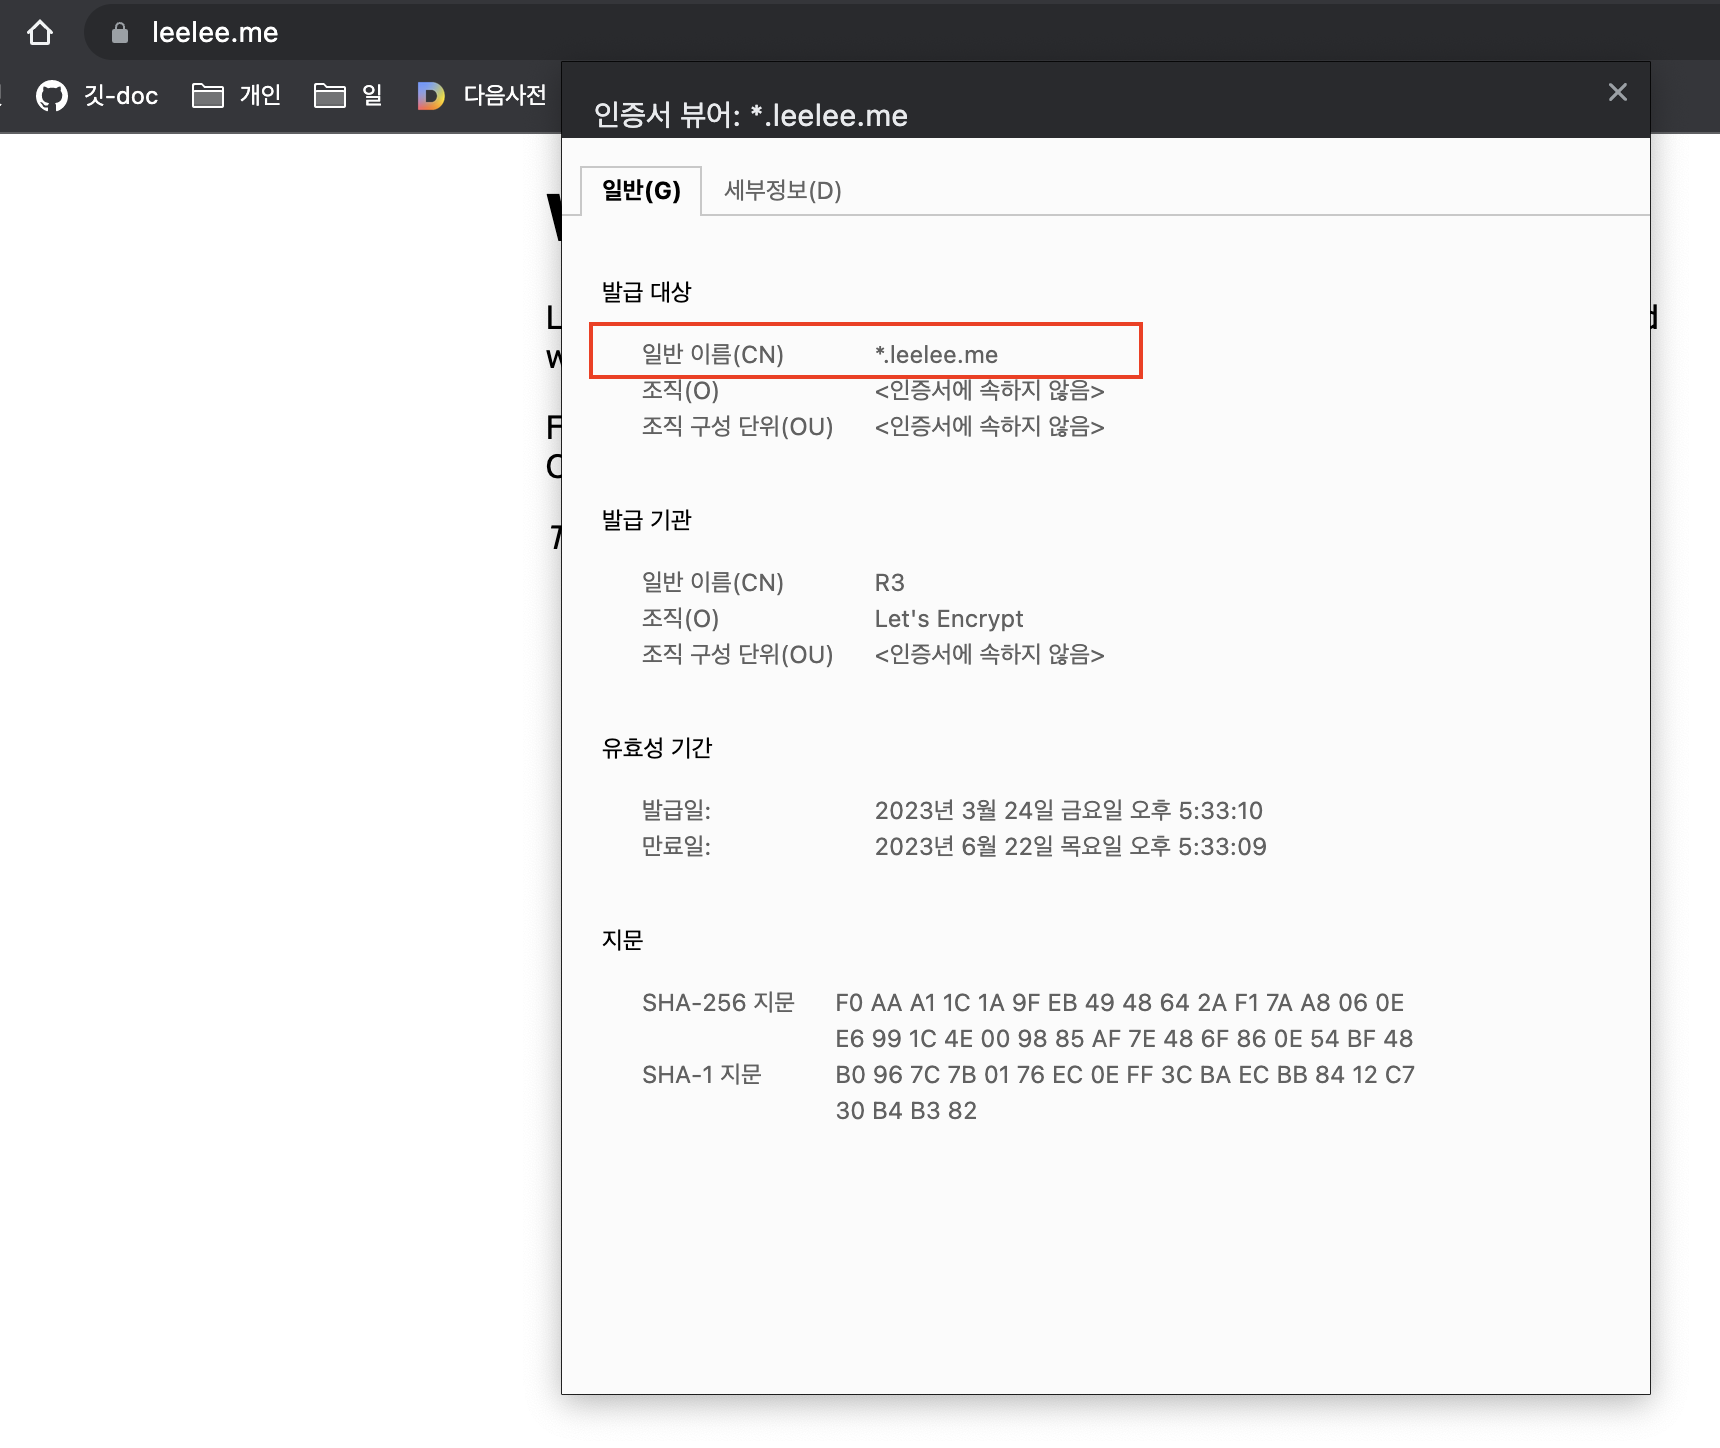 leelee.me
깃-doc 개인 일 다음사전
인증서 뷰어: *.leelee.me
일반(G) 세부정보(D)
발급 대상
일반 이름(CN) *.leelee.me
조직(O) <인증서에 속하지 않음>
조직 구성 단위(OU) <인증서에 속하지 않음>
발급 기관
일반 이름(CN) R3
조직(O) Let's Encrypt
조직 구성 단위(OU) <인증서에 속하지 않음>
유효성 기간
발급일: 2023년 3월 24일 금요일 오후 5:33:10
만료일: 2023년 6월 22일 목요일 오후 5:33:09
지문
SHA-256 지문 F0 AA A1 1C 1A 9F EB 49 48 64 2A F1 7A A8 06 0E
E6 99 1C 4E 00 98 85 AF 7E 48 6F 86 0E 54 BF 48
SHA-1 지문 B0 96 7C 7B 01 76 EC 0E FF 3C BA EC BB 84 12 C7
30 B4 B3 82